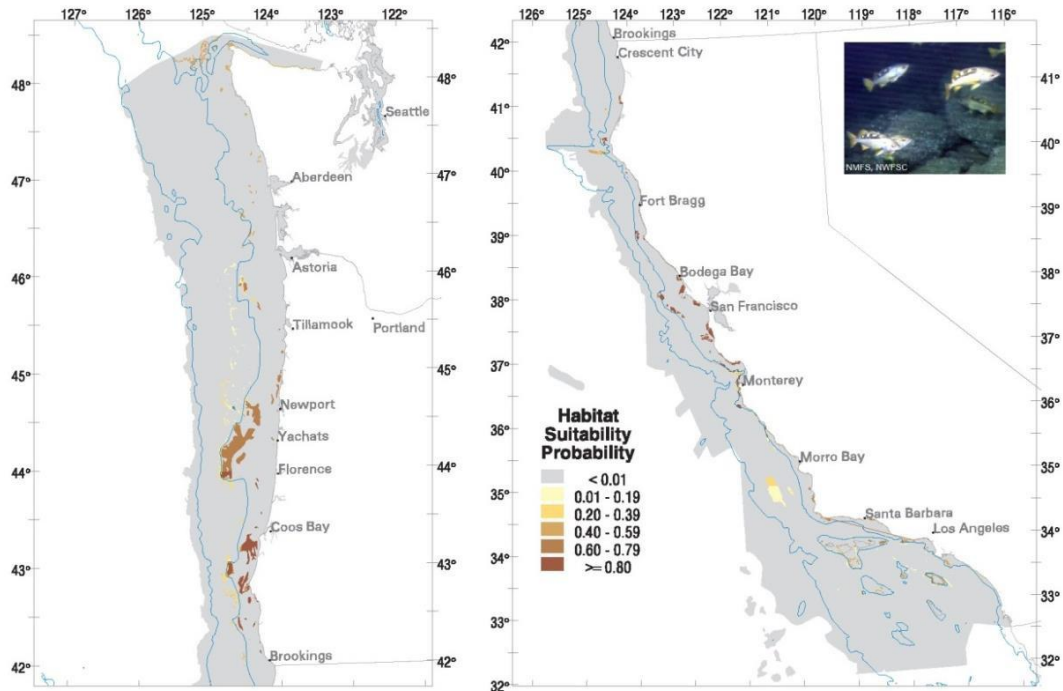 127° 126° 125° 124° 123° 122°
48°
47°
46°
45°
44°
43°
42°
48°
47°
46°
45°
44°
43°
42°
Seattle
Aberdeen
Astoria
Tillamook
Portland
Newport
Yachats
Florence
Coos Bay
Brookings
126° 125° 124° 123° 122° 121° 120° 119° 118° 117° 116°
42°
41°
40°
39°
38°
37°
36°
35°
34°
33°
32°
41°
40°
39°
38°
37°
36°
35°
34°
33°
32°
Brookings
Crescent City
Fort Bragg
Bodega Bay
San Francisco
Monterey
Morro Bay
Santa Barbara
Los Angeles
NMFS, NWFSC
Habitat
Suitability
Probability
< 0.01
0.01 - 0.19
0.20 - 0.39
0.40 - 0.59
0.60 - 0.79
>= 0.80